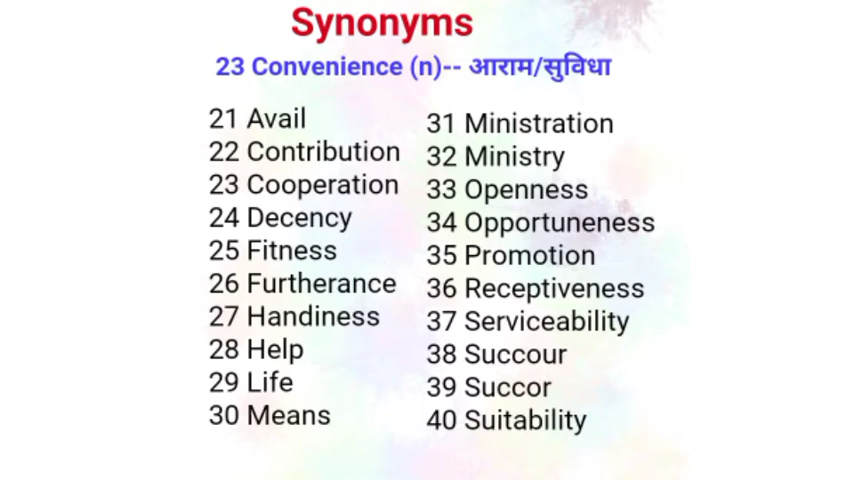 Synonyms
23 Convenience (n)-- आराम/सुविधा
21 Avail
22 Contribution
23 Cooperation
24 Decency
25 Fitness
26 Furtherance
27 Handiness
28 Help
29 Life
30 Means
31 Ministration
32 Ministry
33 Openness
34 Opportuneness
35 Promotion
36 Receptiveness
37 Serviceability
38 Succour
39 Succor
40 Suitability